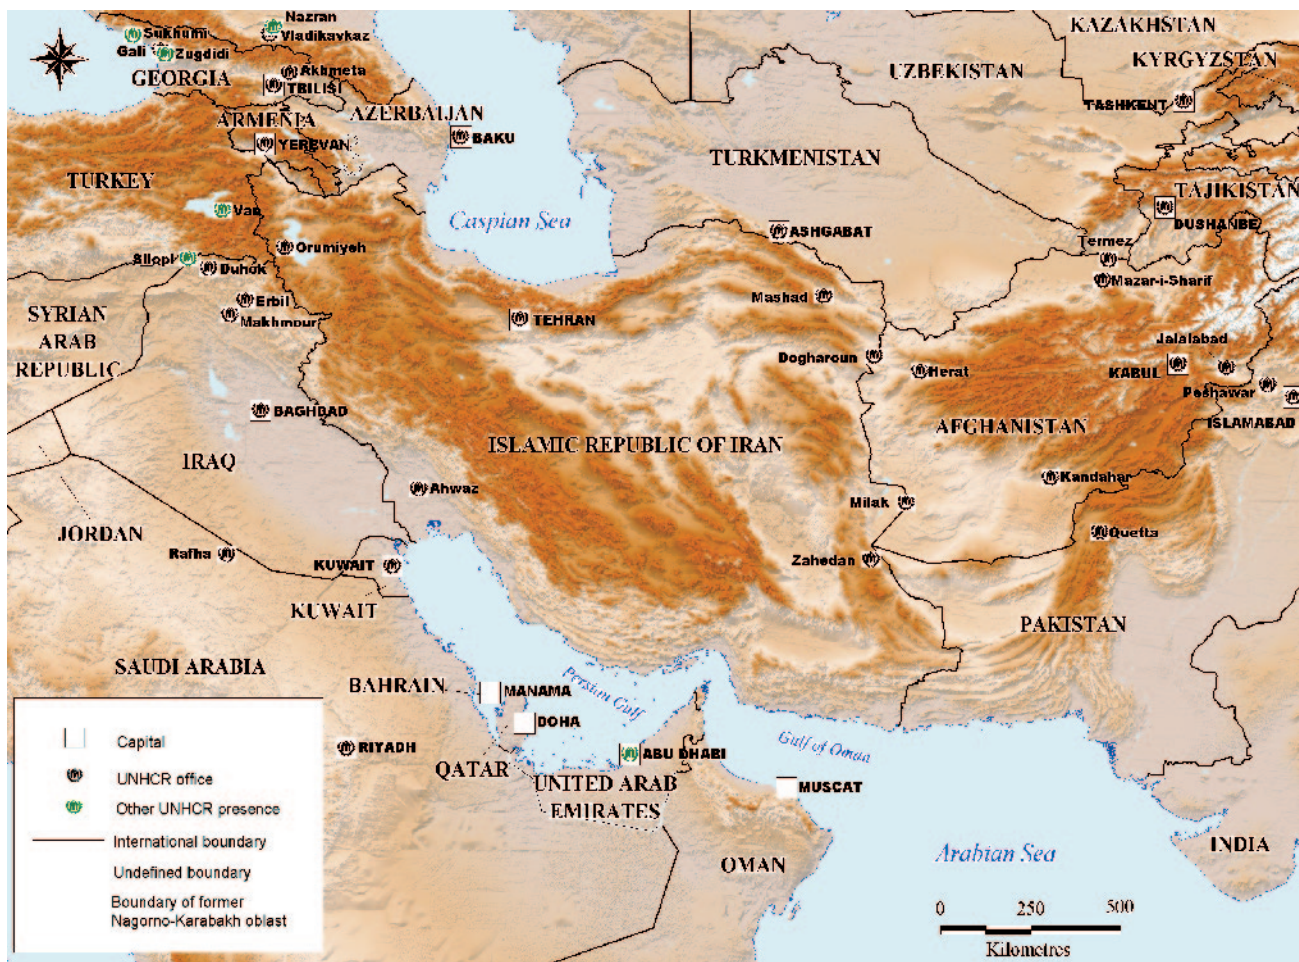 Nazran
Sukhumi
Vladikavkaz
Gali
Zugdidi
GEORGIA
Akhmeta
TBILISI
KAZAKHSTAN
KYRGYZSTAN
UZBEKISTAN
TASHKENT
AZERBAIJAN
ARMENIA
YEREVAN
BAKU
TURKMENISTAN
TURKEY
TAJIKISTAN
Van
Caspian Sea
DUSHANBE
ASHGABAT
Termez
Orumiyeh
Silopi
Duhok
Mazar-i-Sharif
Erbil
Mashad
Makhmour
TEHRAN
SYRIAN
ARAB
REPUBLIC
Jalalabad
Dogharoun
Herat
KABUL
Peshawar
BAGHDAD
ISLAMABAD
AFGHANISTAN
ISLAMIC REPUBLIC OF IRAN
IRAQ
Kandahar
Ahwaz
Milak
JORDAN
Quetta
Rafha
KUWAIT
Zahedan
KUWAIT
PAKISTAN
SAUDI ARABIA
BAHRAIN
MANAMA
Persian Gulf
DOHA
RIYADH
ABU DHABI
Gulf of Oman
QATAR
UNITED ARAB
EMIRATES
MUSCAT
INDIA
OMAN
Arabian Sea
Capital
UNHCR office
Other UNHCR presence
International boundary
Undefined boundary
Boundary of former
Nagorno-Karabakh oblast
0 250 500
Kilometres